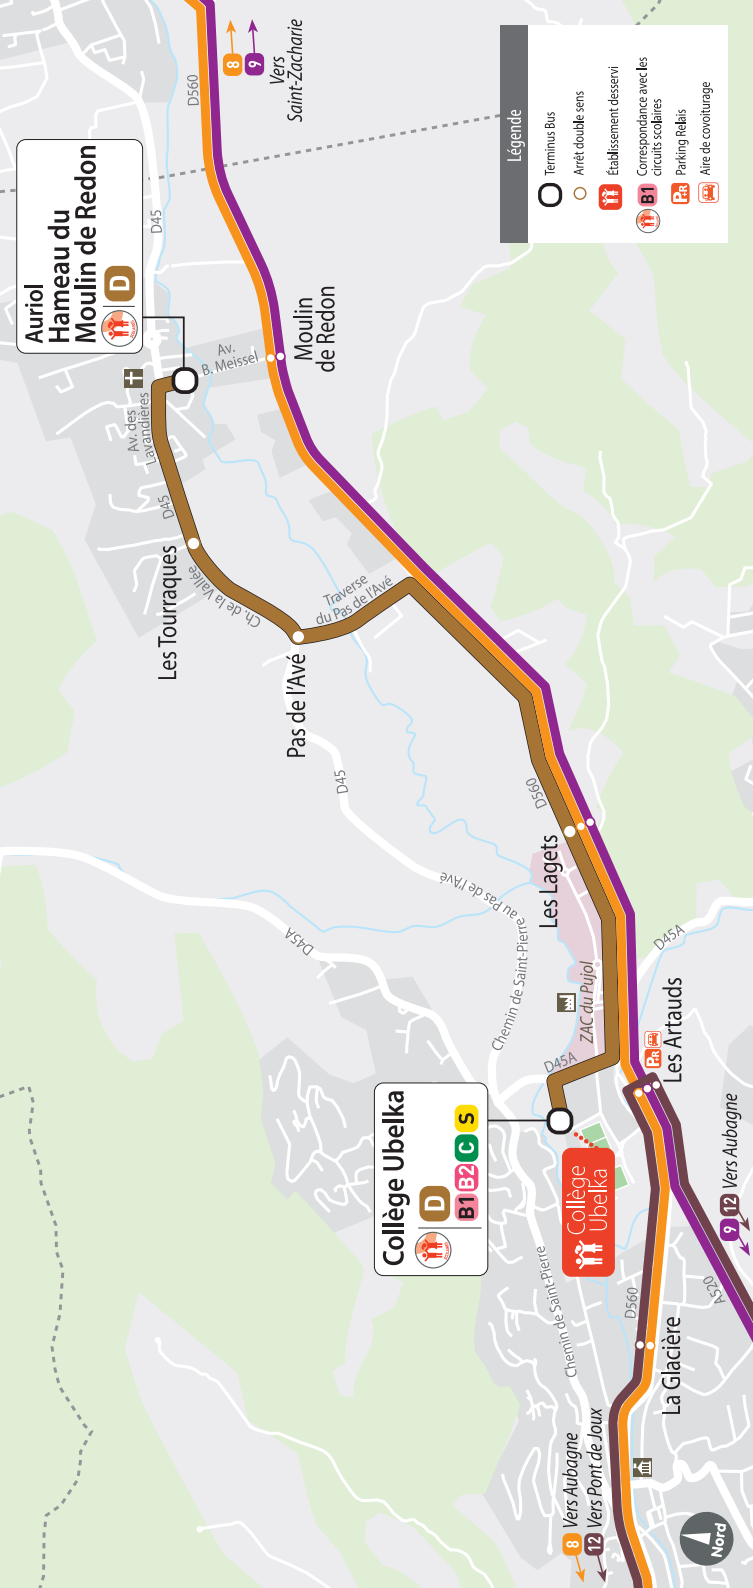 8
Vers Aubagne
12
Vers Pont de Joux
Nord
La Glacière
D560
A520
9
12
Vers Aubagne
Chemin de Saint-Pierre
Collège Ubelka
D
B1
B2
C
S
Collège
Ubelka
D45A
ZAC du Pujol
P+R
Les Artauds
D45A
D45A
Chemin de Saint-Pierre
au Pas de l'Avé
Les Lagets
D560
D45
Pas de l'Avé
Traverse
du Pas de l'Avé
Ch. de la Vallée
Les Tourraques
D45
Av. des
Lavandières
Auriol
Hameau du
Moulin de Redon
D
Av.
B. Meissel
Moulin
de Redon
D45
D560
8
9
Vers
Saint-Zacharie
Légende
Terminus Bus
Arrêt double sens
Établissement desservi
B1
Correspondance avec les
circuits scolaires
P+R
Parking Relais
Aire de covoiturage